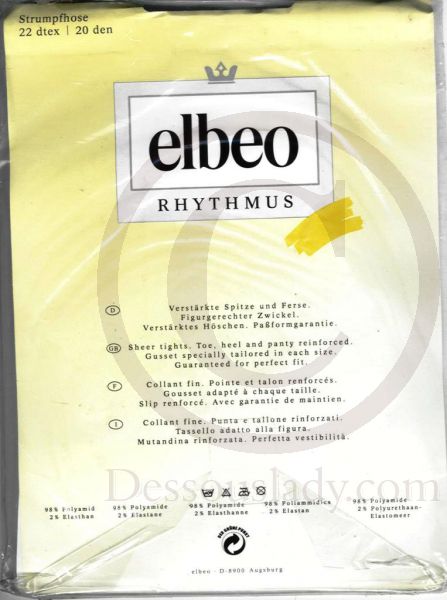 Strumpfhose
22 dtex | 20 den
elbeo
RHYTHMUS
D Verstärkte Spitze und Ferse.
Figurgerechter Zwickel.
Verstärktes Höschen. Paßformgarantie.
GB Sheer tights. Toe, heel and panty reinforced.
Gusset specially tailored in each size.
Guaranteed for perfect fit.
F Collant fin. Pointe et talon renforcés.
Gousset adapté à chaque taille.
Slip renforcé. Avec garantie de maintien.
I Collant fine. Punta e tallone rinforzati.
Tassello adatto alla figura.
Mutandina rinforzata. Perfetta vestibilità.
Dessouslady.com
98% Polyamid
2% Elasthan
98% Polyamide
2% Elastane
98% Polyamide
2% Elasthanne
98% Poliammidica
2% Elastan
98% Polyamide
2% Polyurethaan-
Elastomeer
DER GRÜNE PUNKT
elbeo - D-8900 Augsburg